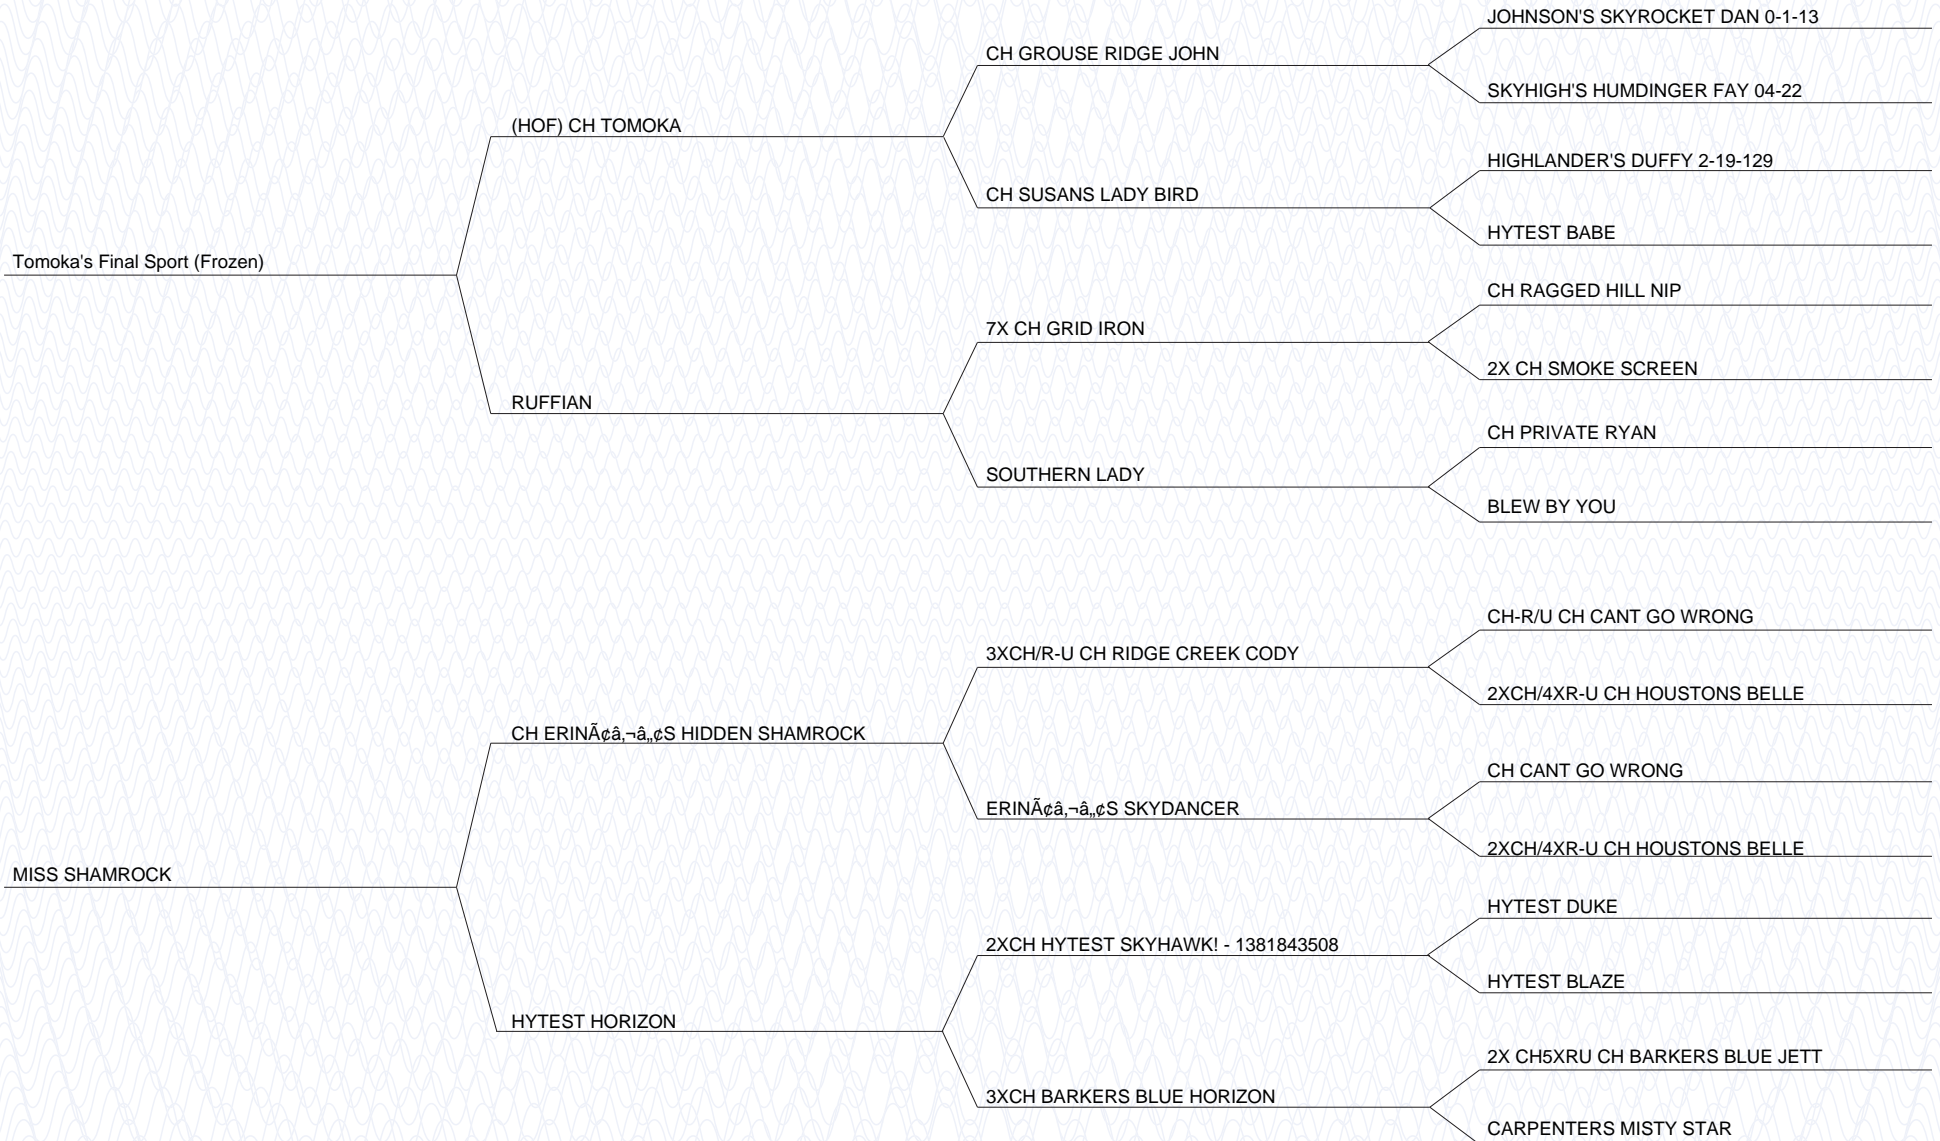 JOHNSON'S SKYROCKET DAN 0-1-13
CH GROUSE RIDGE JOHN
SKYHIGH'S HUMDINGER FAY 04-22
(HOF) CH TOMOKA
HIGHLANDER'S DUFFY 2-19-129
CH SUSANS LADY BIRD
HYTEST BABE
Tomoka's Final Sport (Frozen)
CH RAGGED HILL NIP
7X CH GRID IRON
2X CH SMOKE SCREEN
RUFFIAN
CH PRIVATE RYAN
SOUTHERN LADY
BLEW BY YOU
CH-R/U CH CANT GO WRONG
3XCH/R-U CH RIDGE CREEK CODY
2XCH/4XR-U CH HOUSTONS BELLE
CH ERINÃ¢â‚¬â„¢S HIDDEN SHAMROCK
CH CANT GO WRONG
ERINÃ¢â‚¬â„¢S SKYDANCER
2XCH/4XR-U CH HOUSTONS BELLE
MISS SHAMROCK
HYTEST DUKE
2XCH HYTEST SKYHAWK! - 1381843508
HYTEST BLAZE
HYTEST HORIZON
2X CH5XRU CH BARKERS BLUE JETT
3XCH BARKERS BLUE HORIZON
CARPENTERS MISTY STAR